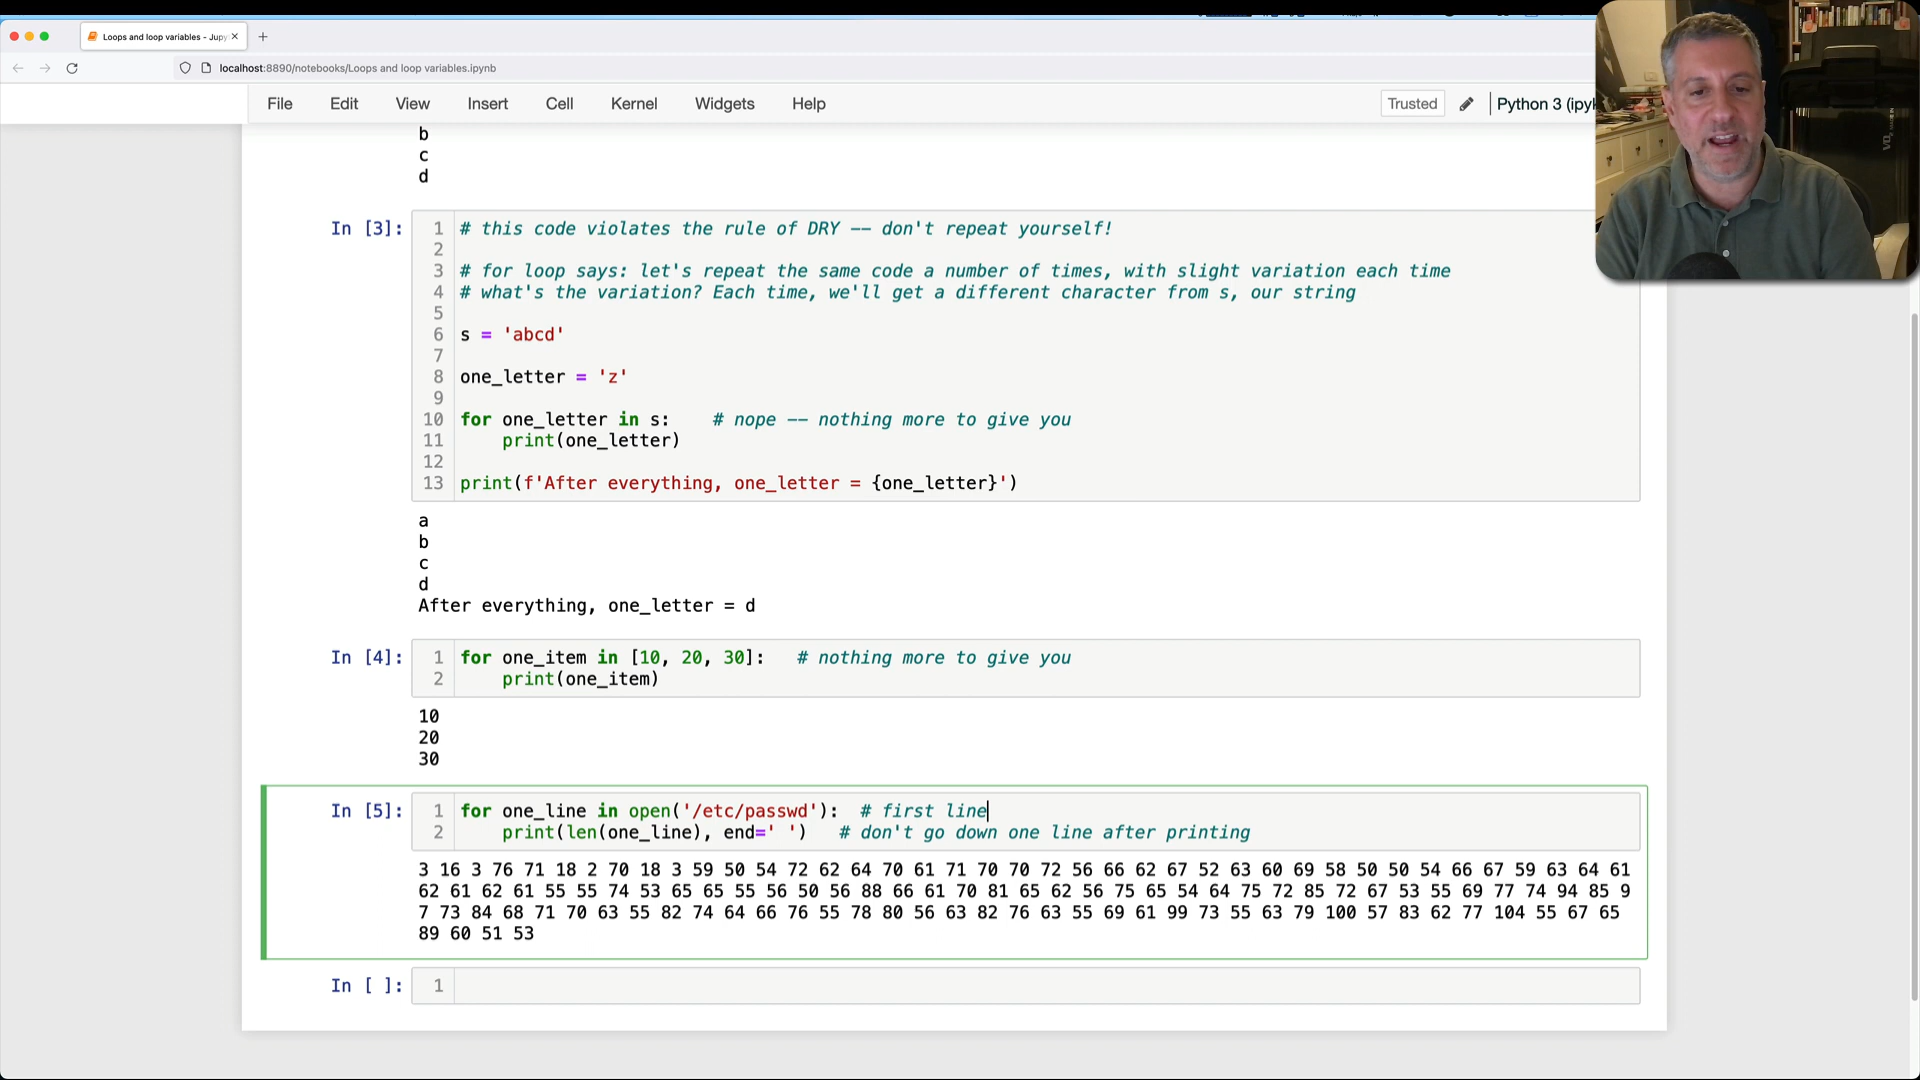 Loops and loop variables - Jupy
localhost:8890/notebooks/Loops and loop variables.ipynb
File Edit View Insert Cell Kernel Widgets Help Trusted Python 3 (ipyk
b
c
d
In [3]:
1 # this code violates the rule of DRY -- don't repeat yourself!
2
3 # for loop says: let's repeat the same code a number of times, with slight variation each time
4 # what's the variation? Each time, we'll get a different character from s, our string
5
6 s = 'abcd'
7
8 one_letter = 'z'
9
10 for one_letter in s:    # nope -- nothing more to give you
11     print(one_letter)
12
13 print(f'After everything, one_letter = {one_letter}')
a
b
c
d
After everything, one_letter = d
In [4]:
1 for one_item in [10, 20, 30]:   # nothing more to give you
2     print(one_item)
10
20
30
In [5]:
1 for one_line in open('/etc/passwd'):  # first line
2     print(len(one_line), end=' ')   # don't go down one line after printing
3 16 3 76 71 18 2 70 18 3 59 50 54 72 62 64 70 61 71 70 70 72 56 66 62 67 52 63 60 69 58 50 50 54 66 67 59 63 64 61
62 61 62 61 55 55 74 53 65 65 55 56 50 56 88 66 61 70 81 65 62 56 75 65 54 64 75 72 85 72 67 53 55 69 77 74 94 85 9
7 73 84 68 71 70 63 55 82 74 64 66 76 55 78 80 56 63 82 76 63 55 69 61 99 73 55 63 79 100 57 83 62 77 104 55 67 65
89 60 51 53
In [ ]:
1